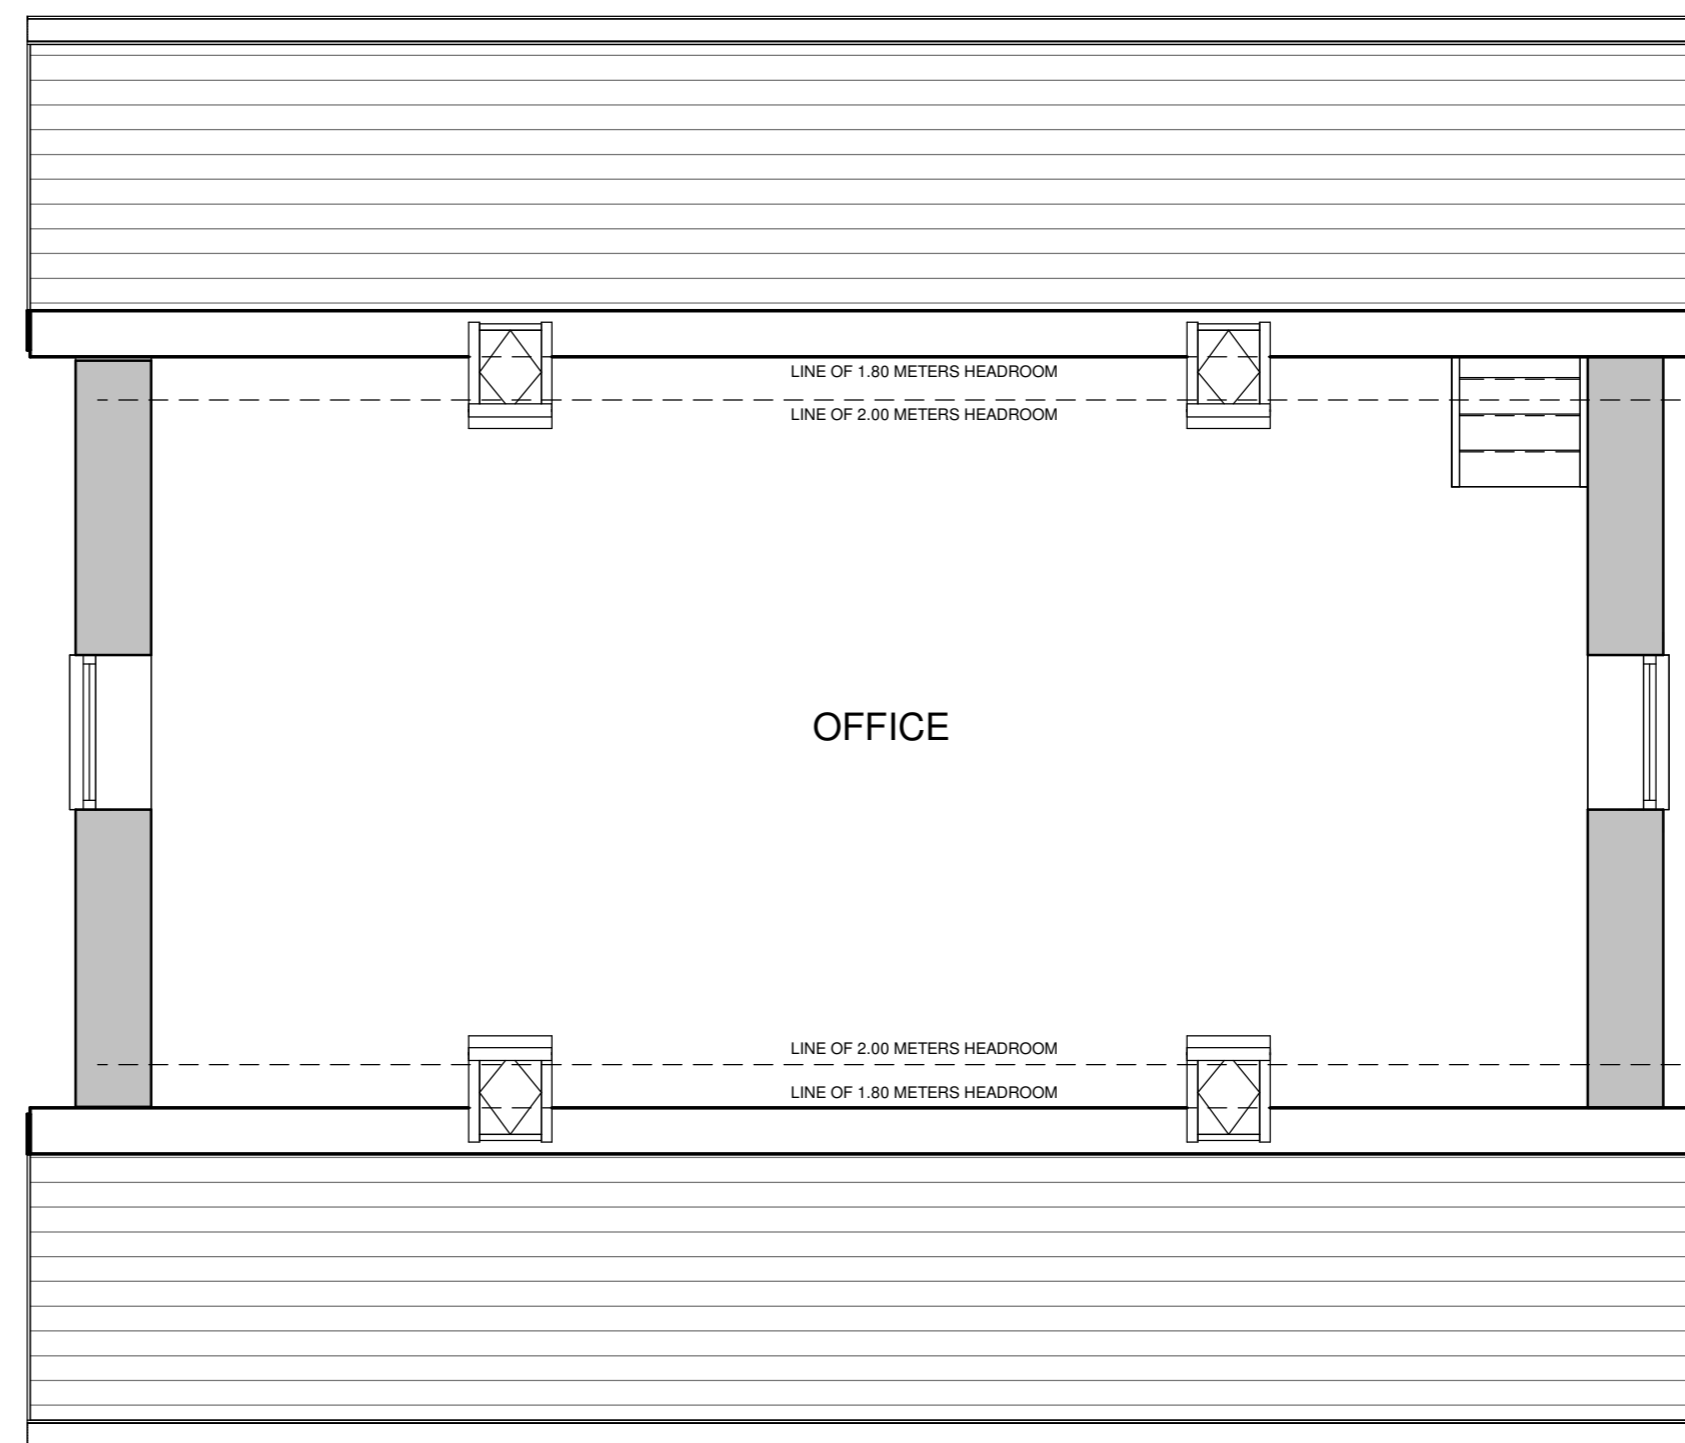 LINE OF 1.80 METERS HEADROOM
LINE OF 2.00 METERS HEADROOM
OFFICE
LINE OF 2.00 METERS HEADROOM
LINE OF 1.80 METERS HEADROOM